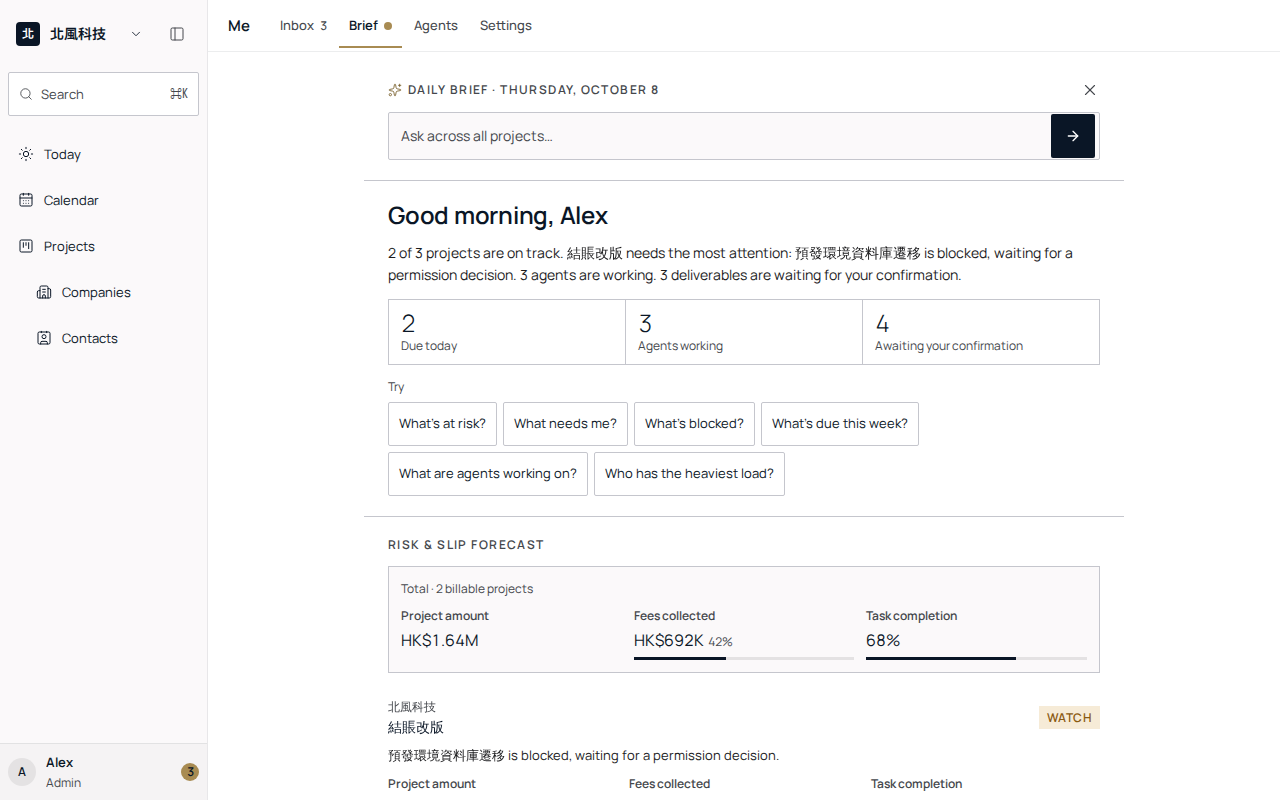 北 北風科技
Search ⌘K
Today
Calendar
Projects
Companies
Contacts
A Alex
Admin
3
Me Inbox 3 Brief Agents Settings
DAILY BRIEF · THURSDAY, OCTOBER 8
Ask across all projects…
Good morning, Alex
2 of 3 projects are on track. 結賬改版 needs the most attention: 預發環境資料庫遷移 is blocked, waiting for a
permission decision. 3 agents are working. 3 deliverables are waiting for your confirmation.
2 3 4
Due today Agents working Awaiting your confirmation
Try
What's at risk? What needs me? What's blocked? What's due this week?
What are agents working on? Who has the heaviest load?
RISK & SLIP FORECAST
Total · 2 billable projects
Project amount Fees collected Task completion
HK$1.64M HK$692K 42% 68%
北風科技
結賬改版
WATCH
預發環境資料庫遷移 is blocked, waiting for a permission decision.
Project amount Fees collected Task completion